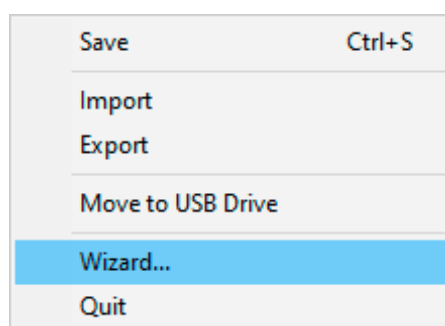 Save Ctrl+S
Import
Export
Move to USB Drive
Wizard...
Quit